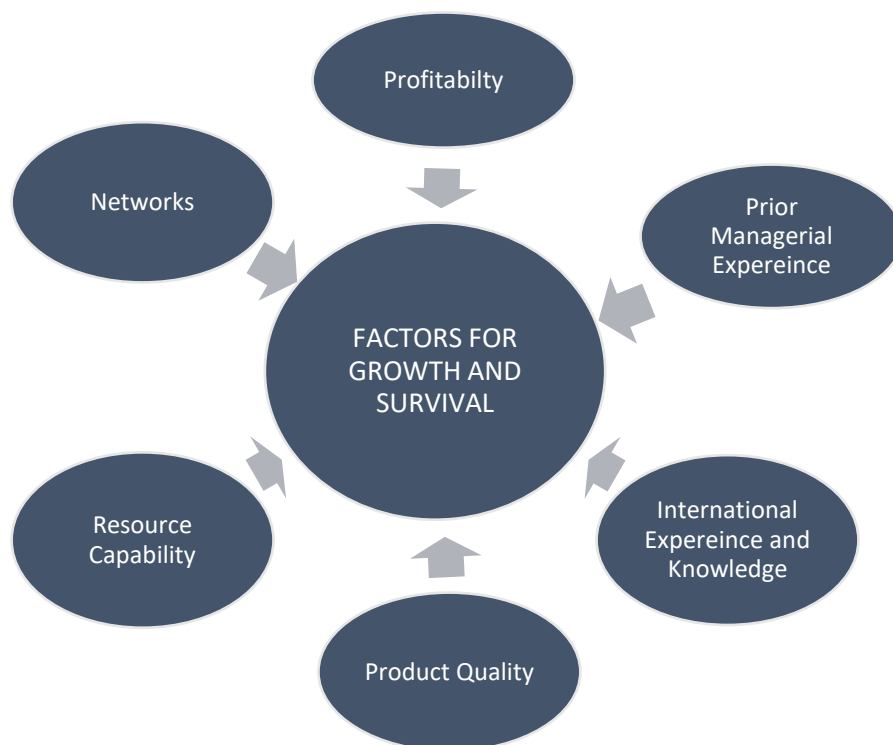 Profitabilty
Networks
Prior
Managerial
Expereince
FACTORS FOR
GROWTH AND
SURVIVAL
Resource
Capability
International
Expereince and
Knowledge
Product Quality